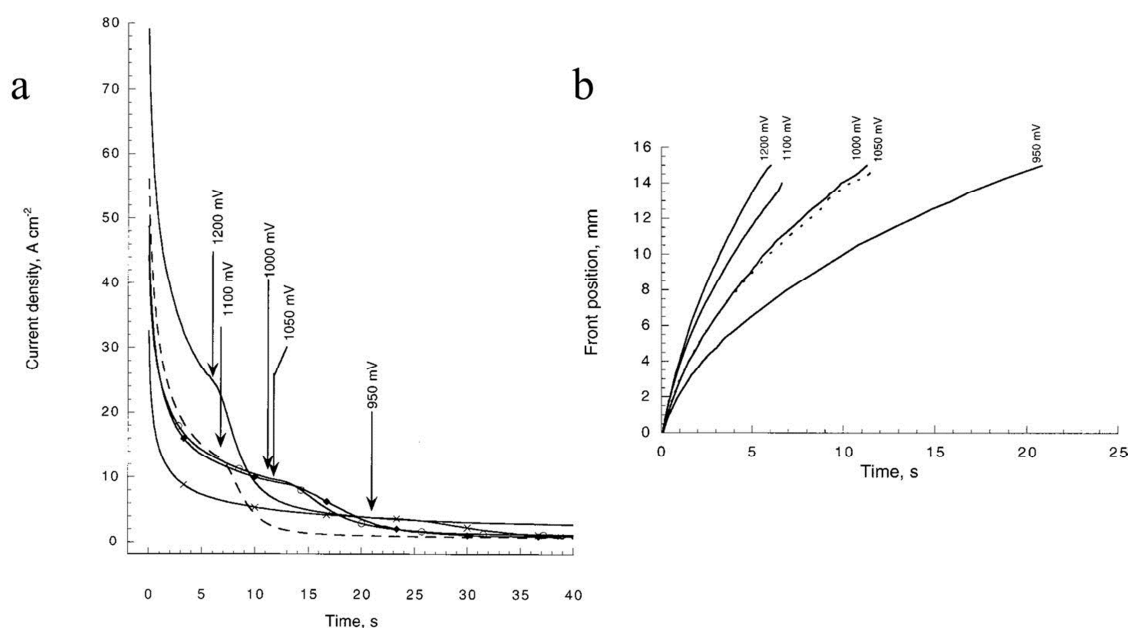 a
80
70
60
50
40
30
20
10
0
Current density, A cm-2
1200 mV
1100 mV
1000 mV
1050 mV
950 mV
0 5 10 15 20 25 30 35 40
Time, s
b
16
14
12
10
8
6
4
2
0
Front position, mm
1200 mV
1100 mV
1000 mV
1050 mV
950 mV
0 5 10 15 20 25
Time, s